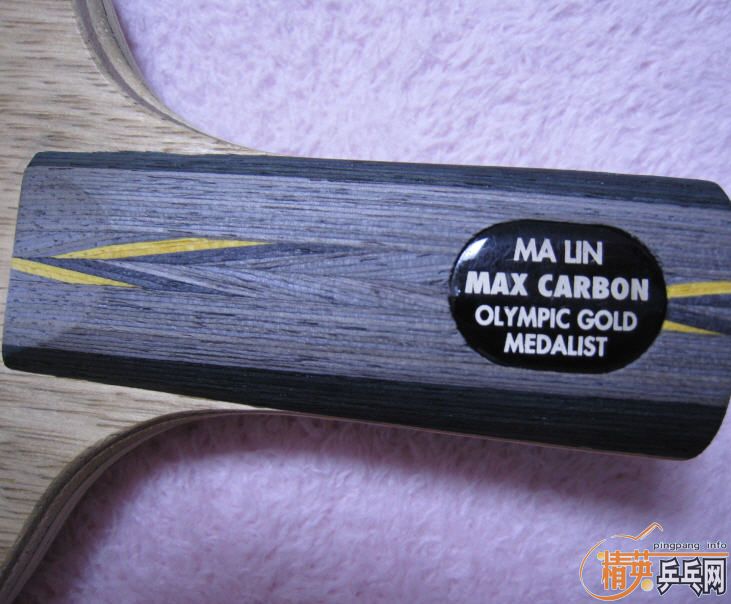 MA LIN
MAX CARBON
OLYMPIC GOLD
MEDALIST
pingpang.info
精英乒乓网